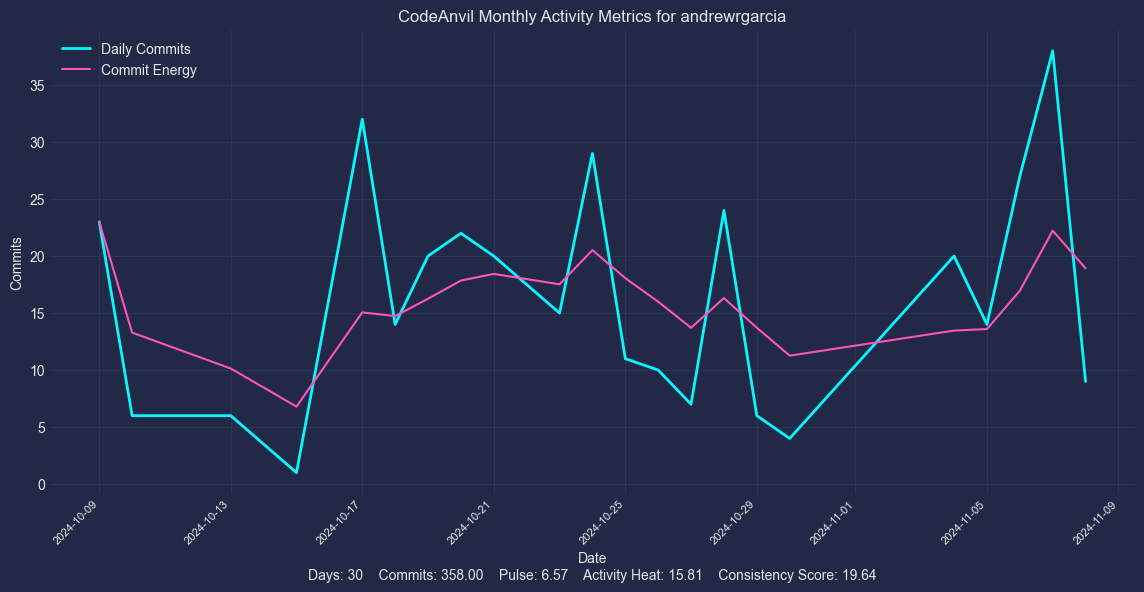 CodeAnvil Monthly Activity Metrics for andrewrgarcia
Daily Commits
Commit Energy
Commits
35
30
25
20
15
10
5
0
2024-10-09
2024-10-13
2024-10-17
2024-10-21
2024-10-25
2024-10-29
2024-11-01
2024-11-05
2024-11-09
Date
Days: 30 Commits: 358.00 Pulse: 6.57 Activity Heat: 15.81 Consistency Score: 19.64